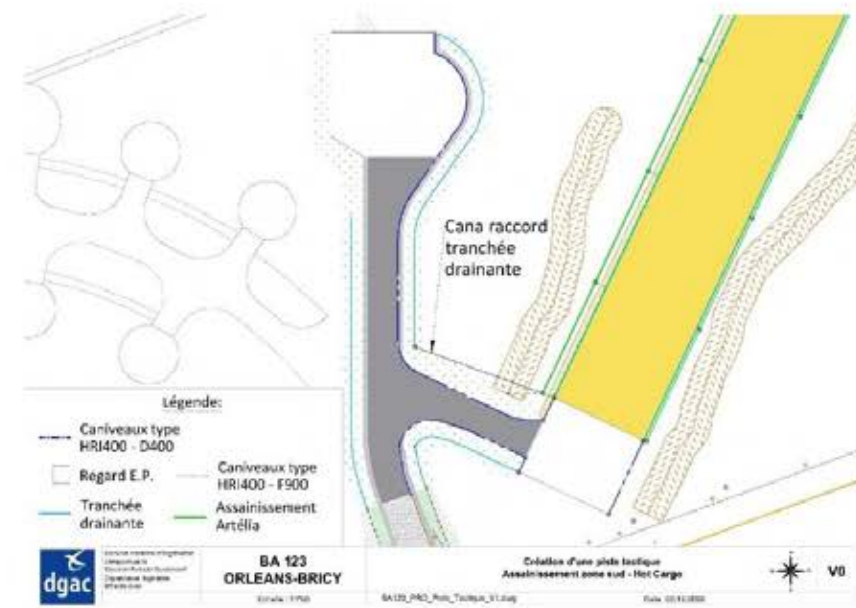 Cana raccord
tranchée
drainante
Légende:
Caniveaux type
HRI400 - D400
Regard E.P.
Caniveaux type
HRI400 - F900
Tranchée
drainante
Assainissement
Artélia
dgac
BA 123
ORLEANS-BRICY
Création d'une piste tactique
Assainissement zone sud - Hot Cargo
V0